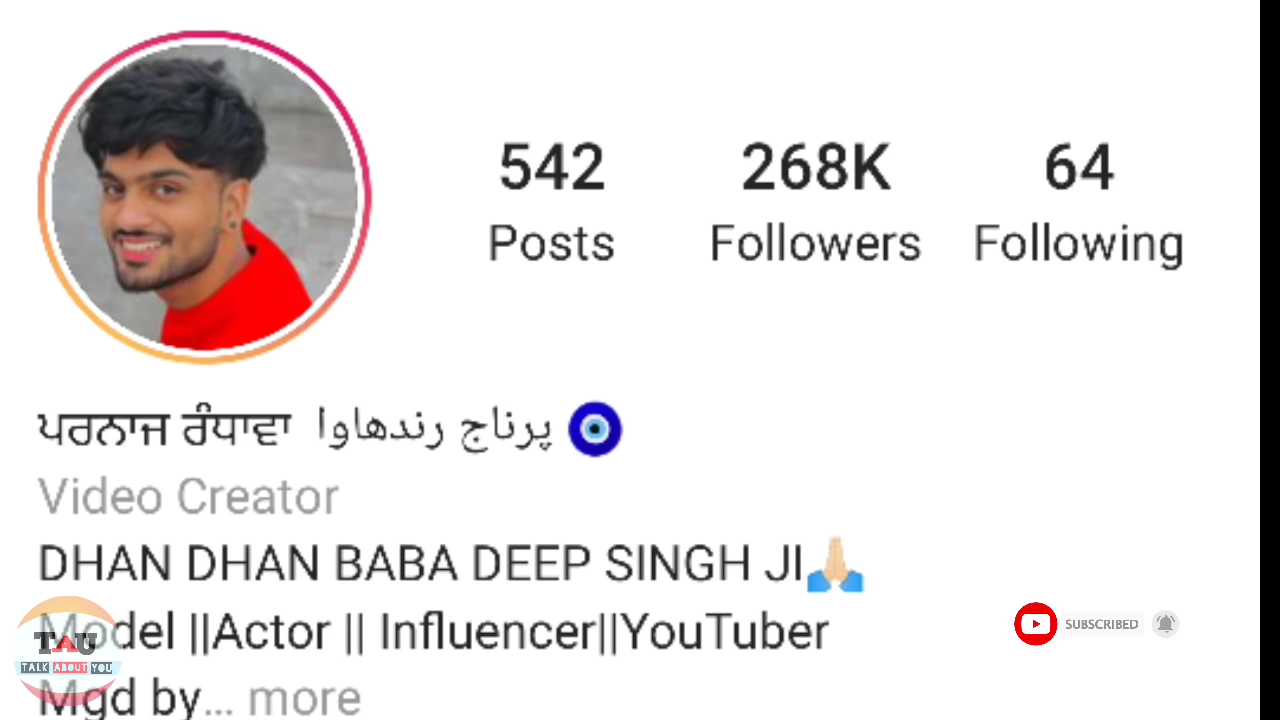 542 268K 64
Posts Followers Following
ਪਰਨਾਜ ਰੰਧਾਵਾ پرناج رندھاوا 🧿
Video Creator
DHAN DHAN BABA DEEP SINGH JI🙏🏻
Model ||Actor || Influencer||YouTuber
SUBSCRIBED
TAU
TALK ABOUT YOU
Mgd by... more